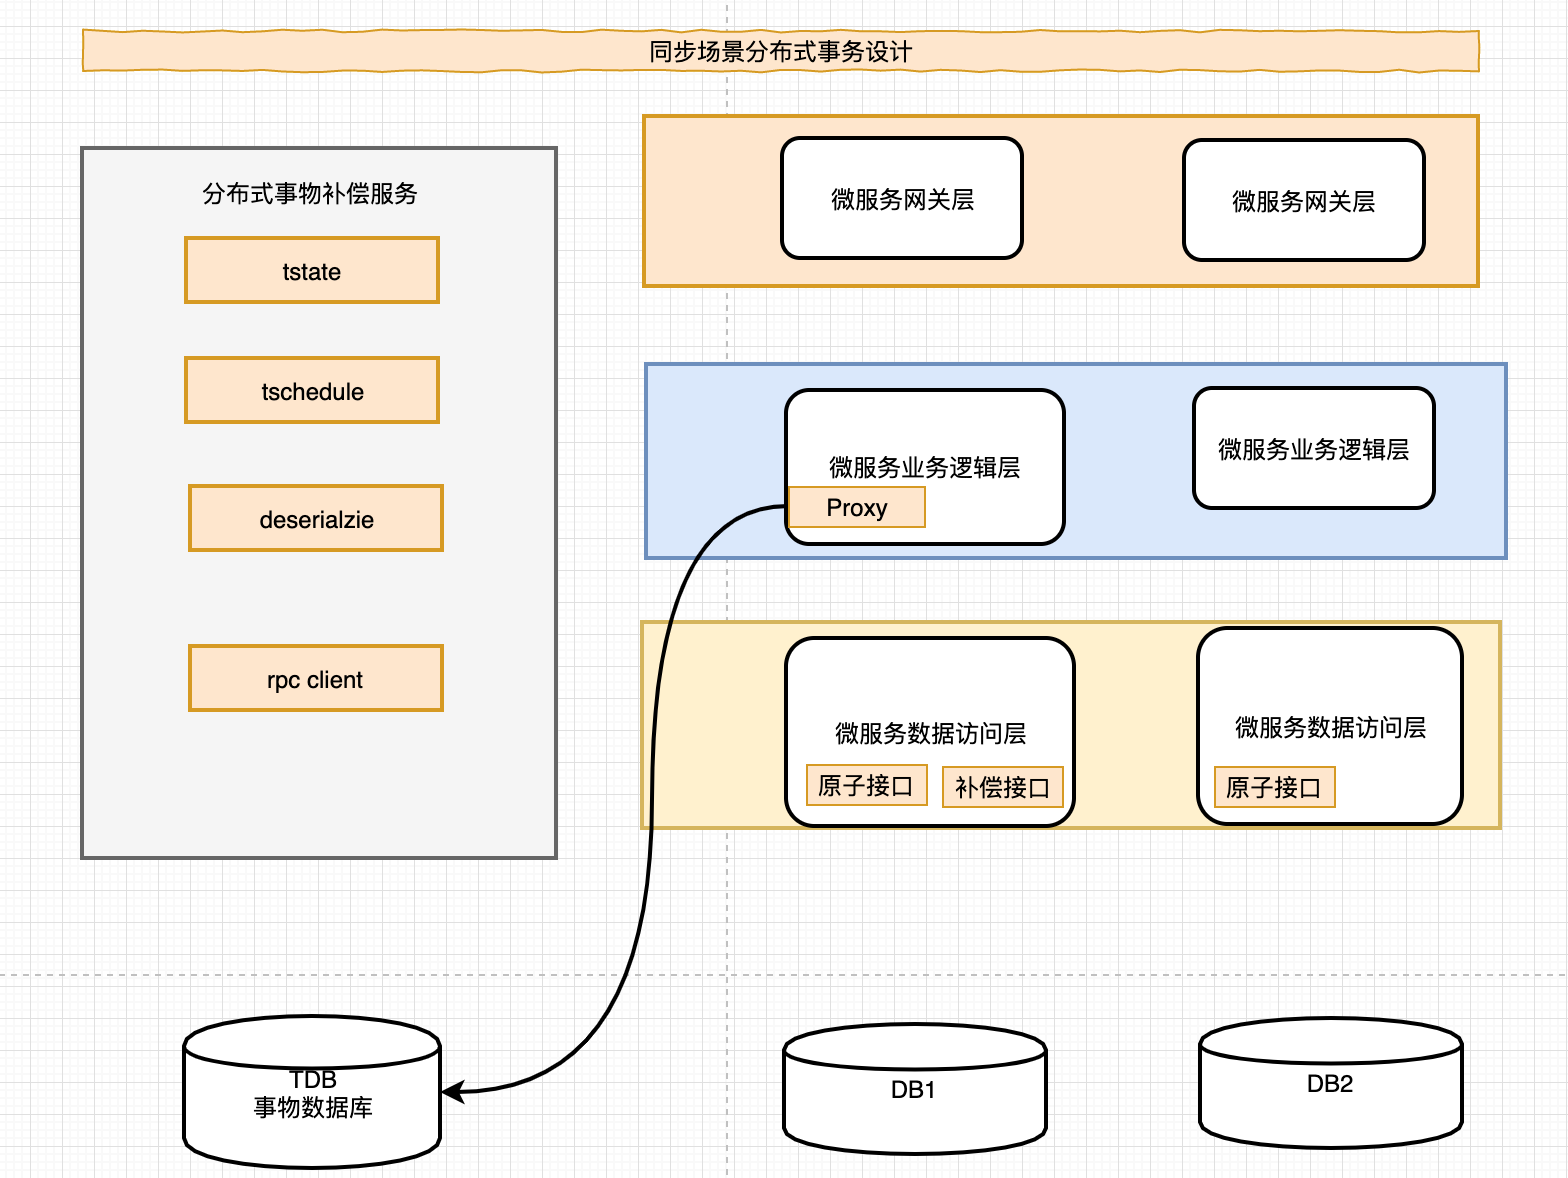 同步场景分布式事务设计
分布式事物补偿服务
tstate
tschedule
deserialzie
rpc client
微服务网关层
微服务网关层
微服务业务逻辑层
Proxy
微服务业务逻辑层
微服务数据访问层
原子接口
补偿接口
微服务数据访问层
原子接口
TDB
事物数据库
DB1
DB2